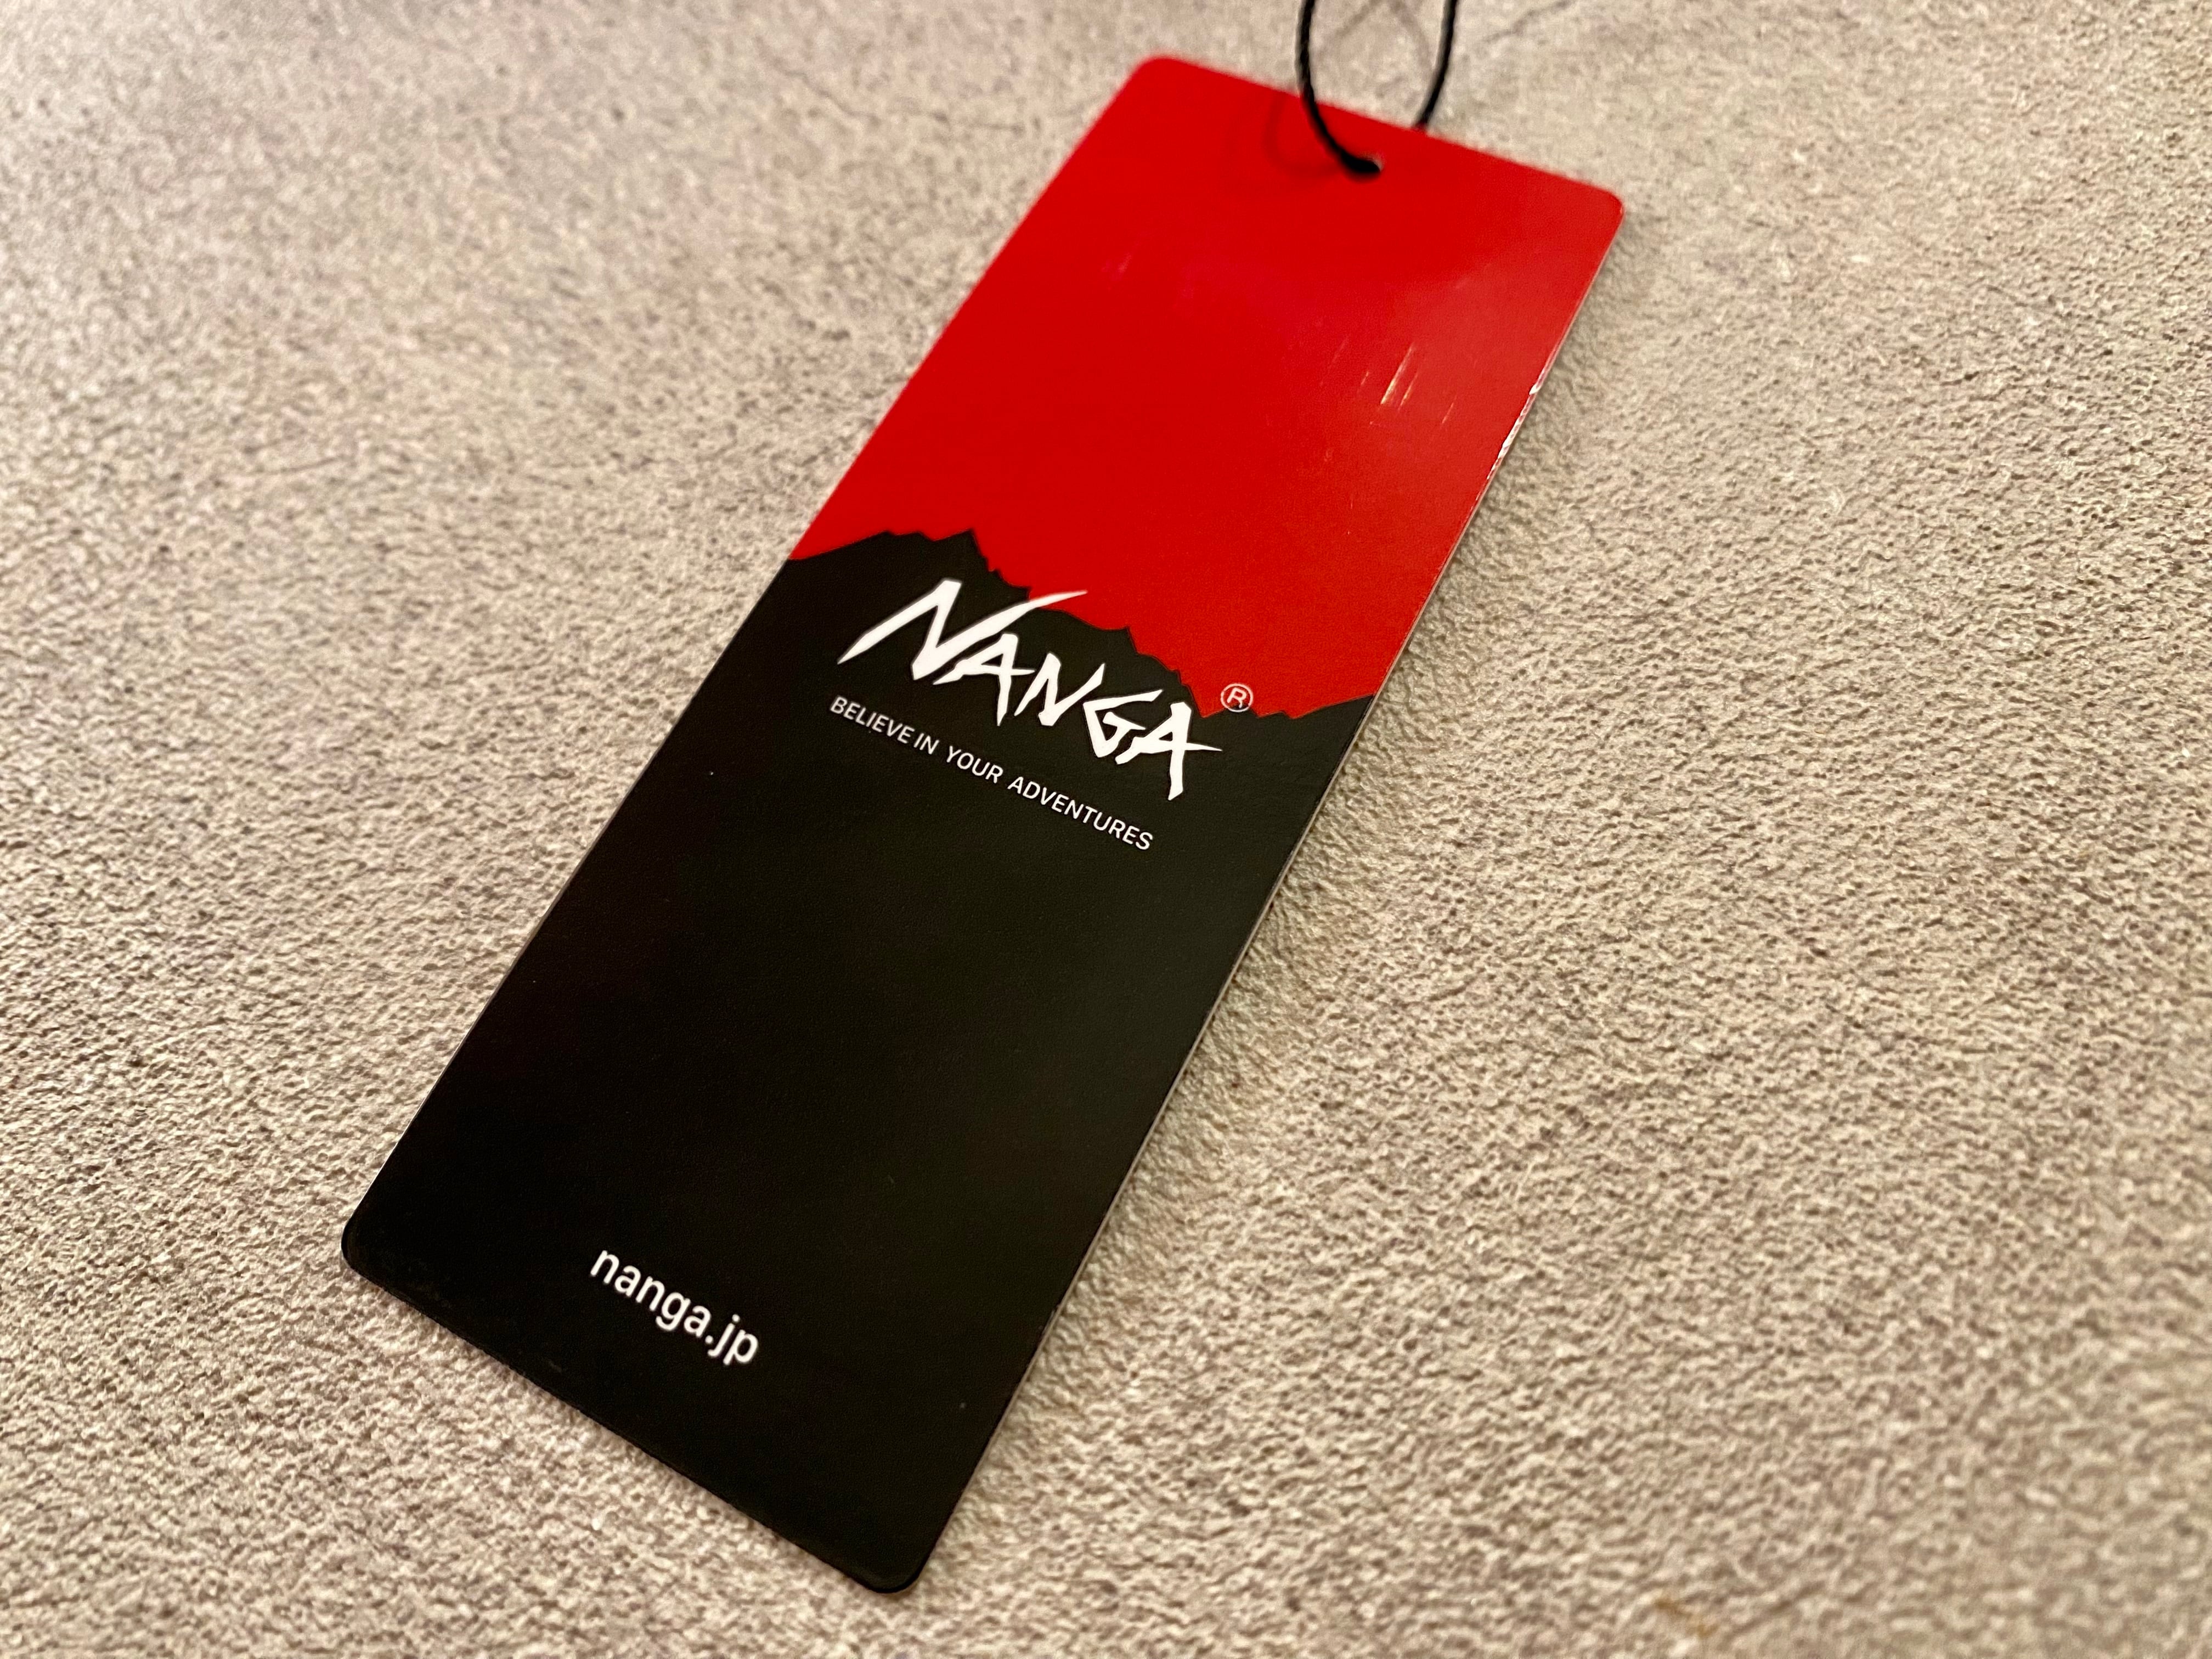 NANGA®
BELIEVE IN YOUR ADVENTURES
nanga.jp